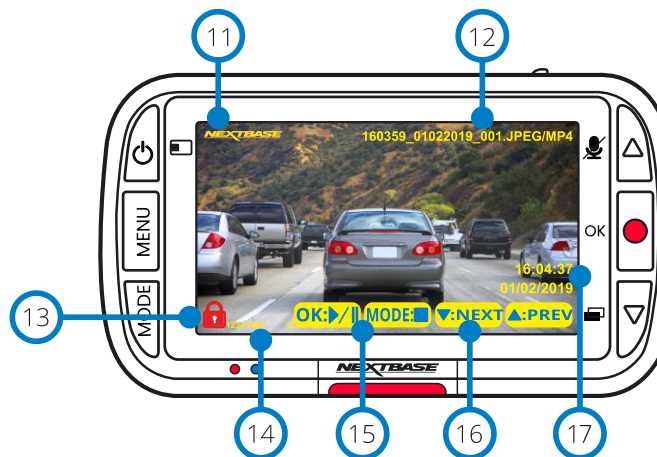 11
12
NEXTBASE
160359_01022019_001.JPEG/MP4
MENU
OK
16:04:37
01/02/2019
13
MODE
OK:▶/II
MODE:■
▼:NEXT
▲:PREV
NEXTBASE
14
15
16
17